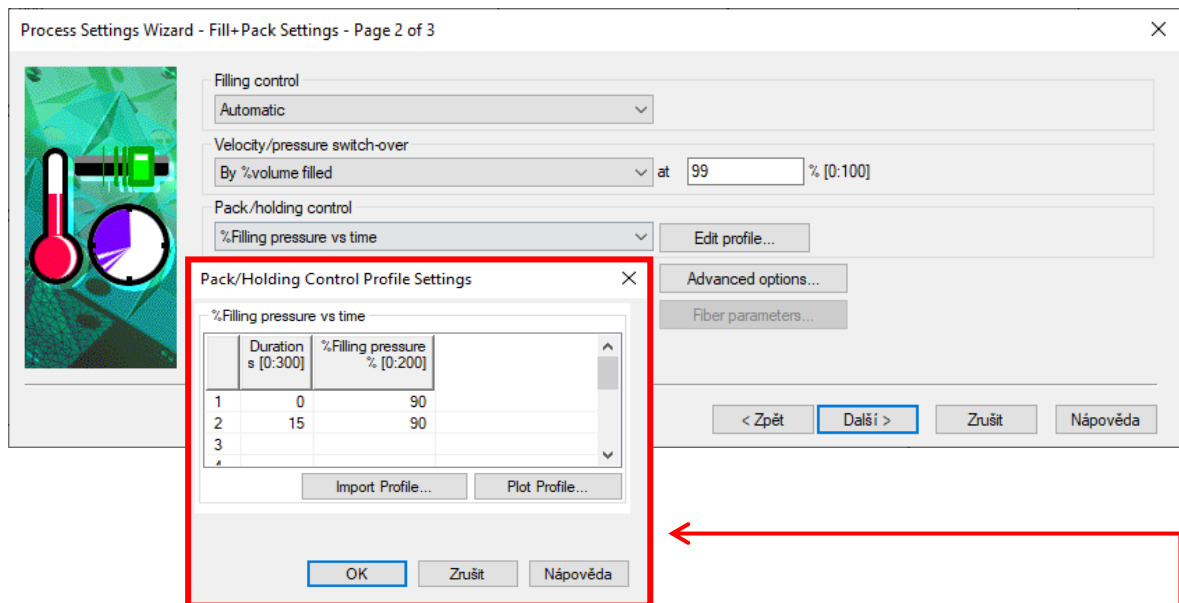 Process Settings Wizard - Fill+Pack Settings - Page 2 of 3
Filling control
Automatic
Velocity/pressure switch-over
By %volume filled at 99 % [0:100]
Pack/holding control
%Filling pressure vs time Edit profile...
Advanced options...
Fiber parameters...
Pack/Holding Control Profile Settings
%Filling pressure vs time
Duration %Filling pressure
s [0:300] % [0:200]
1 0 90
2 15 90
3
4
Import Profile... Plot Profile...
OK Zrušit Nápověda
< Zpět Další > Zrušit Nápověda